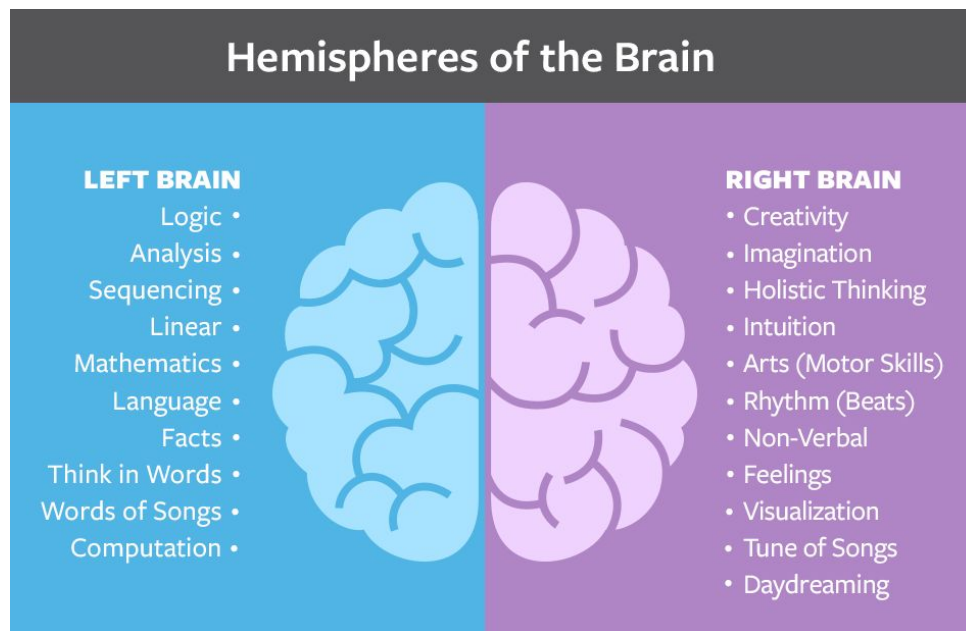 Hemispheres of the Brain
LEFT BRAIN
Logic •
Analysis •
Sequencing •
Linear •
Mathematics •
Language •
Facts •
Think in Words •
Words of Songs •
Computation •
RIGHT BRAIN
• Creativity
• Imagination
• Holistic Thinking
• Intuition
• Arts (Motor Skills)
• Rhythm (Beats)
• Non-Verbal
• Feelings
• Visualization
• Tune of Songs
• Daydreaming